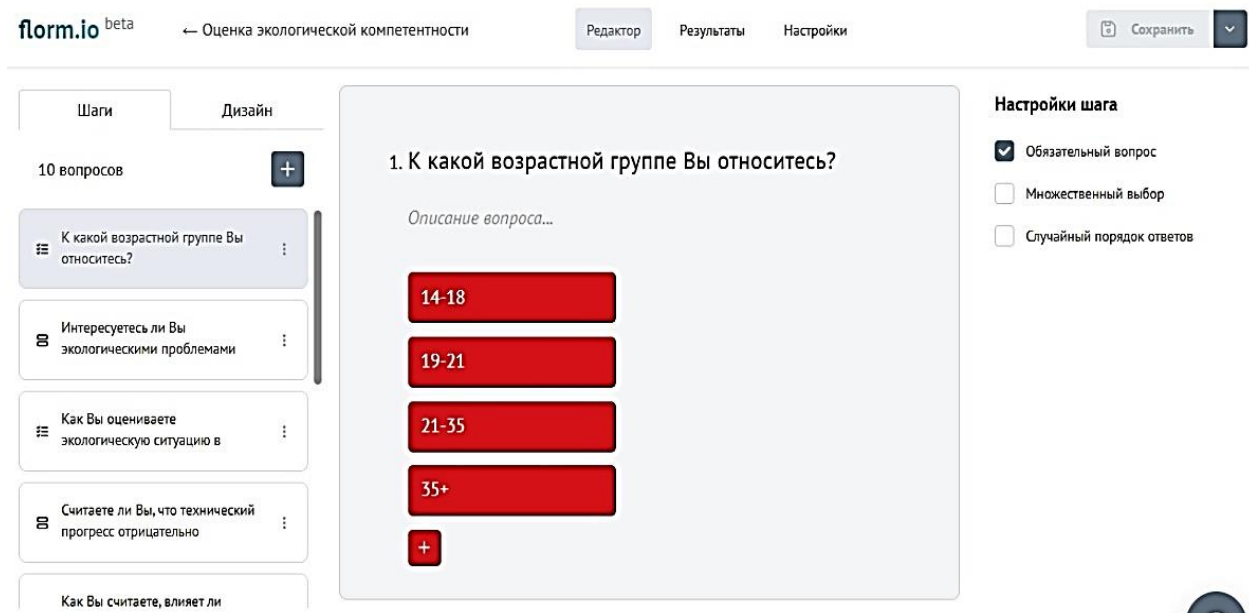 florm.io beta
← Оценка экологической компетентности
Редактор
Результаты
Настройки
Сохранить
Шаги
Дизайн
10 вопросов
+
К какой возрастной группе Вы
относитесь?
Интересуетесь ли Вы
экологическими проблемами
Как Вы оцениваете
экологическую ситуацию в
Считаете ли Вы, что технический
прогресс отрицательно
Как Вы считаете, влияет ли
1. К какой возрастной группе Вы относитесь?
Описание вопроса...
14-18
19-21
21-35
35+
+
Настройки шага
Обязательный вопрос
Множественный выбор
Случайный порядок ответов